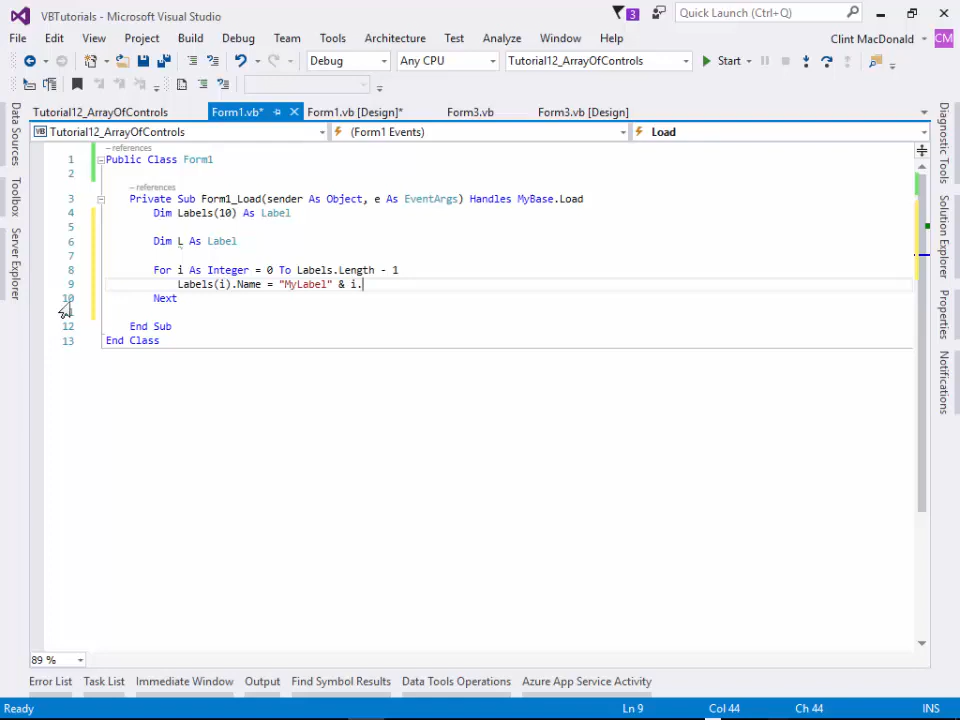 VBTutorials - Microsoft Visual Studio
3
Quick Launch (Ctrl+Q)
File Edit View Project Build Debug Team Tools Architecture Test Analyze Window Help
Clint MacDonald CM
Debug Any CPU Tutorial12_ArrayOfControls Start
Tutorial12_ArrayOfControls Form1.vb* Form1.vb [Design]* Form3.vb Form3.vb [Design]
VB Tutorial12_ArrayOfControls (Form1 Events) Load
Data Sources
Toolbox
Server Explorer
– references
1 Public Class Form1
2
– references
3 Private Sub Form1_Load(sender As Object, e As EventArgs) Handles MyBase.Load
4 Dim Labels(10) As Label
5
6 Dim L As Label
7
8 For i As Integer = 0 To Labels.Length - 1
9 Labels(i).Name = "MyLabel" & i.
10 Next
12 End Sub
13 End Class
Diagnostic Tools
Solution Explorer
Properties
Notifications
89 %
Error List Task List Immediate Window Output Find Symbol Results Data Tools Operations Azure App Service Activity
Ready Ln 9 Col 44 Ch 44 INS